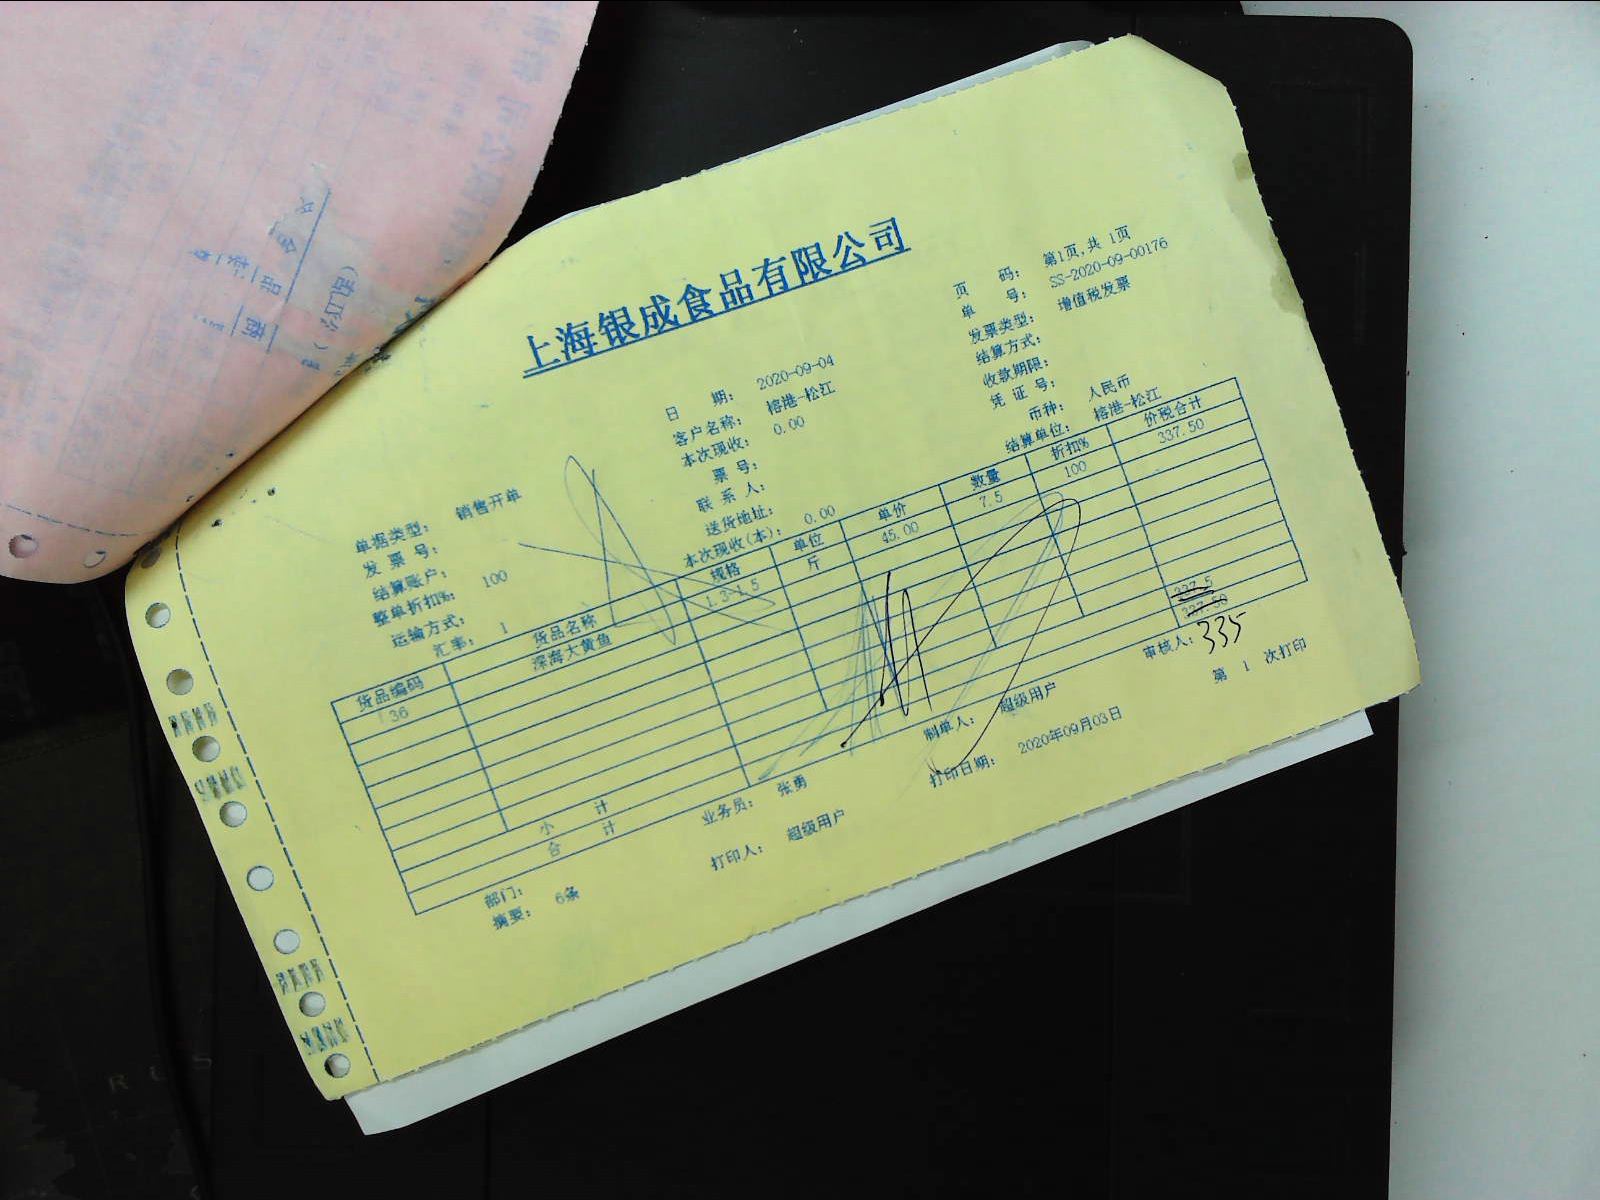 上海银成食品有限公司
页 码: 第1页,共 1页
单 号: SS-2020-09-00176
发票类型: 增值税发票
结算方式:
收款期限:
凭 证 号:
币种: 人民币
结算单位: 榕港-松江
日 期: 2020-09-04
客户名称: 榕港-松江
本次现收: 0.00
票 号:
联 系 人:
送货地址:
本次现收(本): 0.00
单据类型: 销售开单
发 票 号:
结算账户:
整单折扣%: 100
运输方式:
汇率: 1
货品编码 货品名称 规格 单位 单价 数量 折扣% 价税合计
136 深海大黄鱼 1.3-1.5 斤 45.00 7.5 100 337.50
小 计 337.5
合 计 337.50
335
部门: 业务员: 张勇 制单人: 超级用户 审核人:
摘要: 6条 打印人: 超级用户 打印日期: 2020年09月03日 第 1 次打印